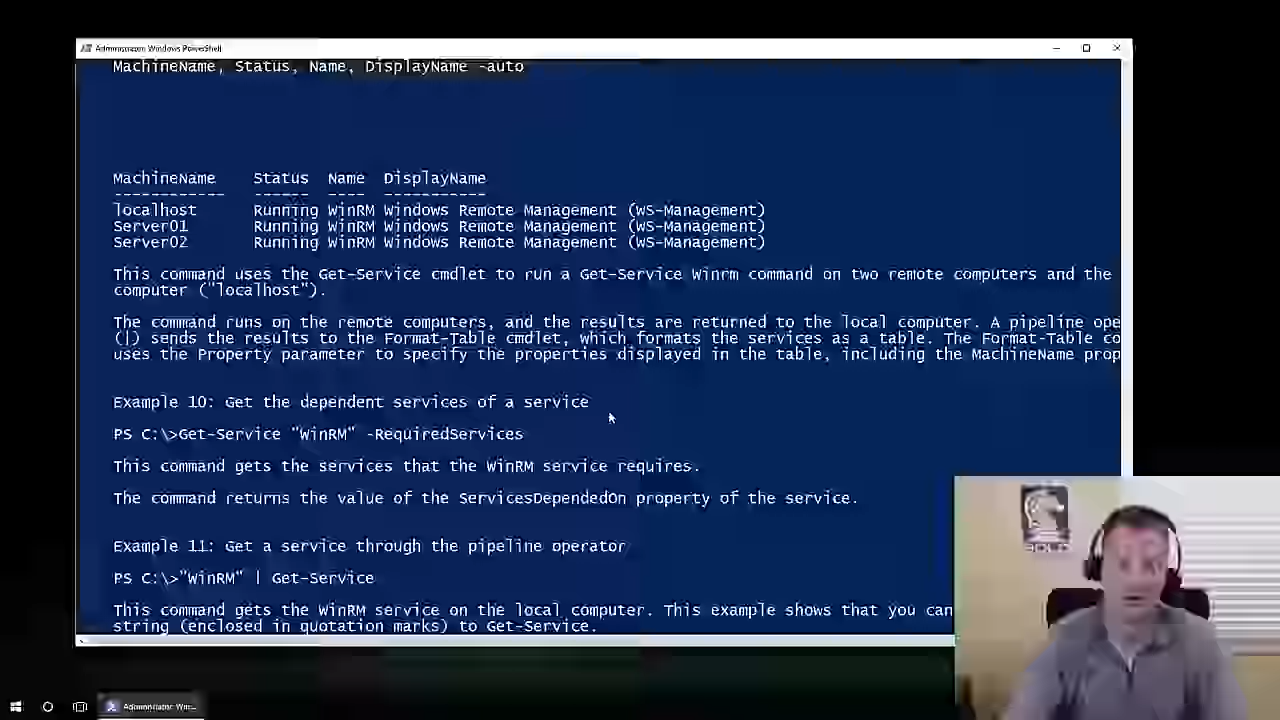 Administrator: Windows PowerShell
MachineName, Status, Name, DisplayName -auto
MachineName Status Name DisplayName
----------- ------ ---- -----------
localhost Running WinRM Windows Remote Management (WS-Management)
Server01 Running WinRM Windows Remote Management (WS-Management)
Server02 Running WinRM Windows Remote Management (WS-Management)
This command uses the Get-Service cmdlet to run a Get-Service Winrm command on two remote computers and the
computer ("localhost").
The command runs on the remote computers, and the results are returned to the local computer. A pipeline ope
(|) sends the results to the Format-Table cmdlet, which formats the services as a table. The Format-Table co
uses the Property parameter to specify the properties displayed in the table, including the MachineName prop
Example 10: Get the dependent services of a service
PS C:\>Get-Service "WinRM" -RequiredServices
This command gets the services that the WinRM service requires.
The command returns the value of the ServicesDependedOn property of the service.
Example 11: Get a service through the pipeline operator
PS C:\>"WinRM" | Get-Service
This command gets the WinRM service on the local computer. This example shows that you can
string (enclosed in quotation marks) to Get-Service.
Administrator: Win...